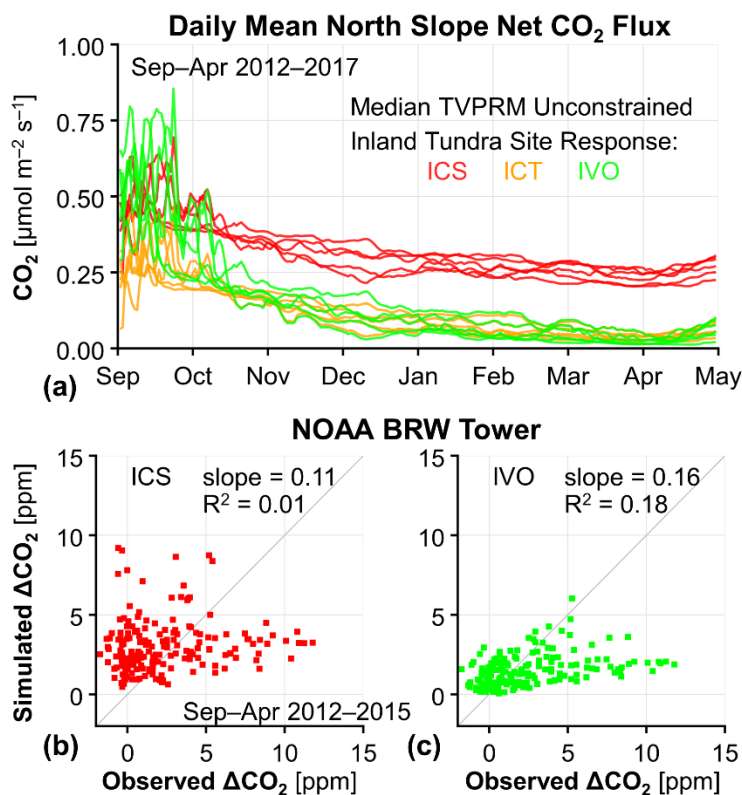 Daily Mean North Slope Net CO₂ Flux
1.00
0.75
0.50
0.25
0.00
CO₂ [µmol m⁻² s⁻¹]
Sep–Apr 2012–2017
Median TVPRM Unconstrained
Inland Tundra Site Response:
ICS ICT IVO
(a)
Sep Oct Nov Dec Jan Feb Mar Apr May
NOAA BRW Tower
15
10
5
0
Simulated ΔCO₂ [ppm]
ICS slope = 0.11
R² = 0.01
Sep–Apr 2012–2015
(b)
0 5 10 15
Observed ΔCO₂ [ppm]
15
10
5
0
IVO slope = 0.16
R² = 0.18
(c)
0 5 10 15
Observed ΔCO₂ [ppm]